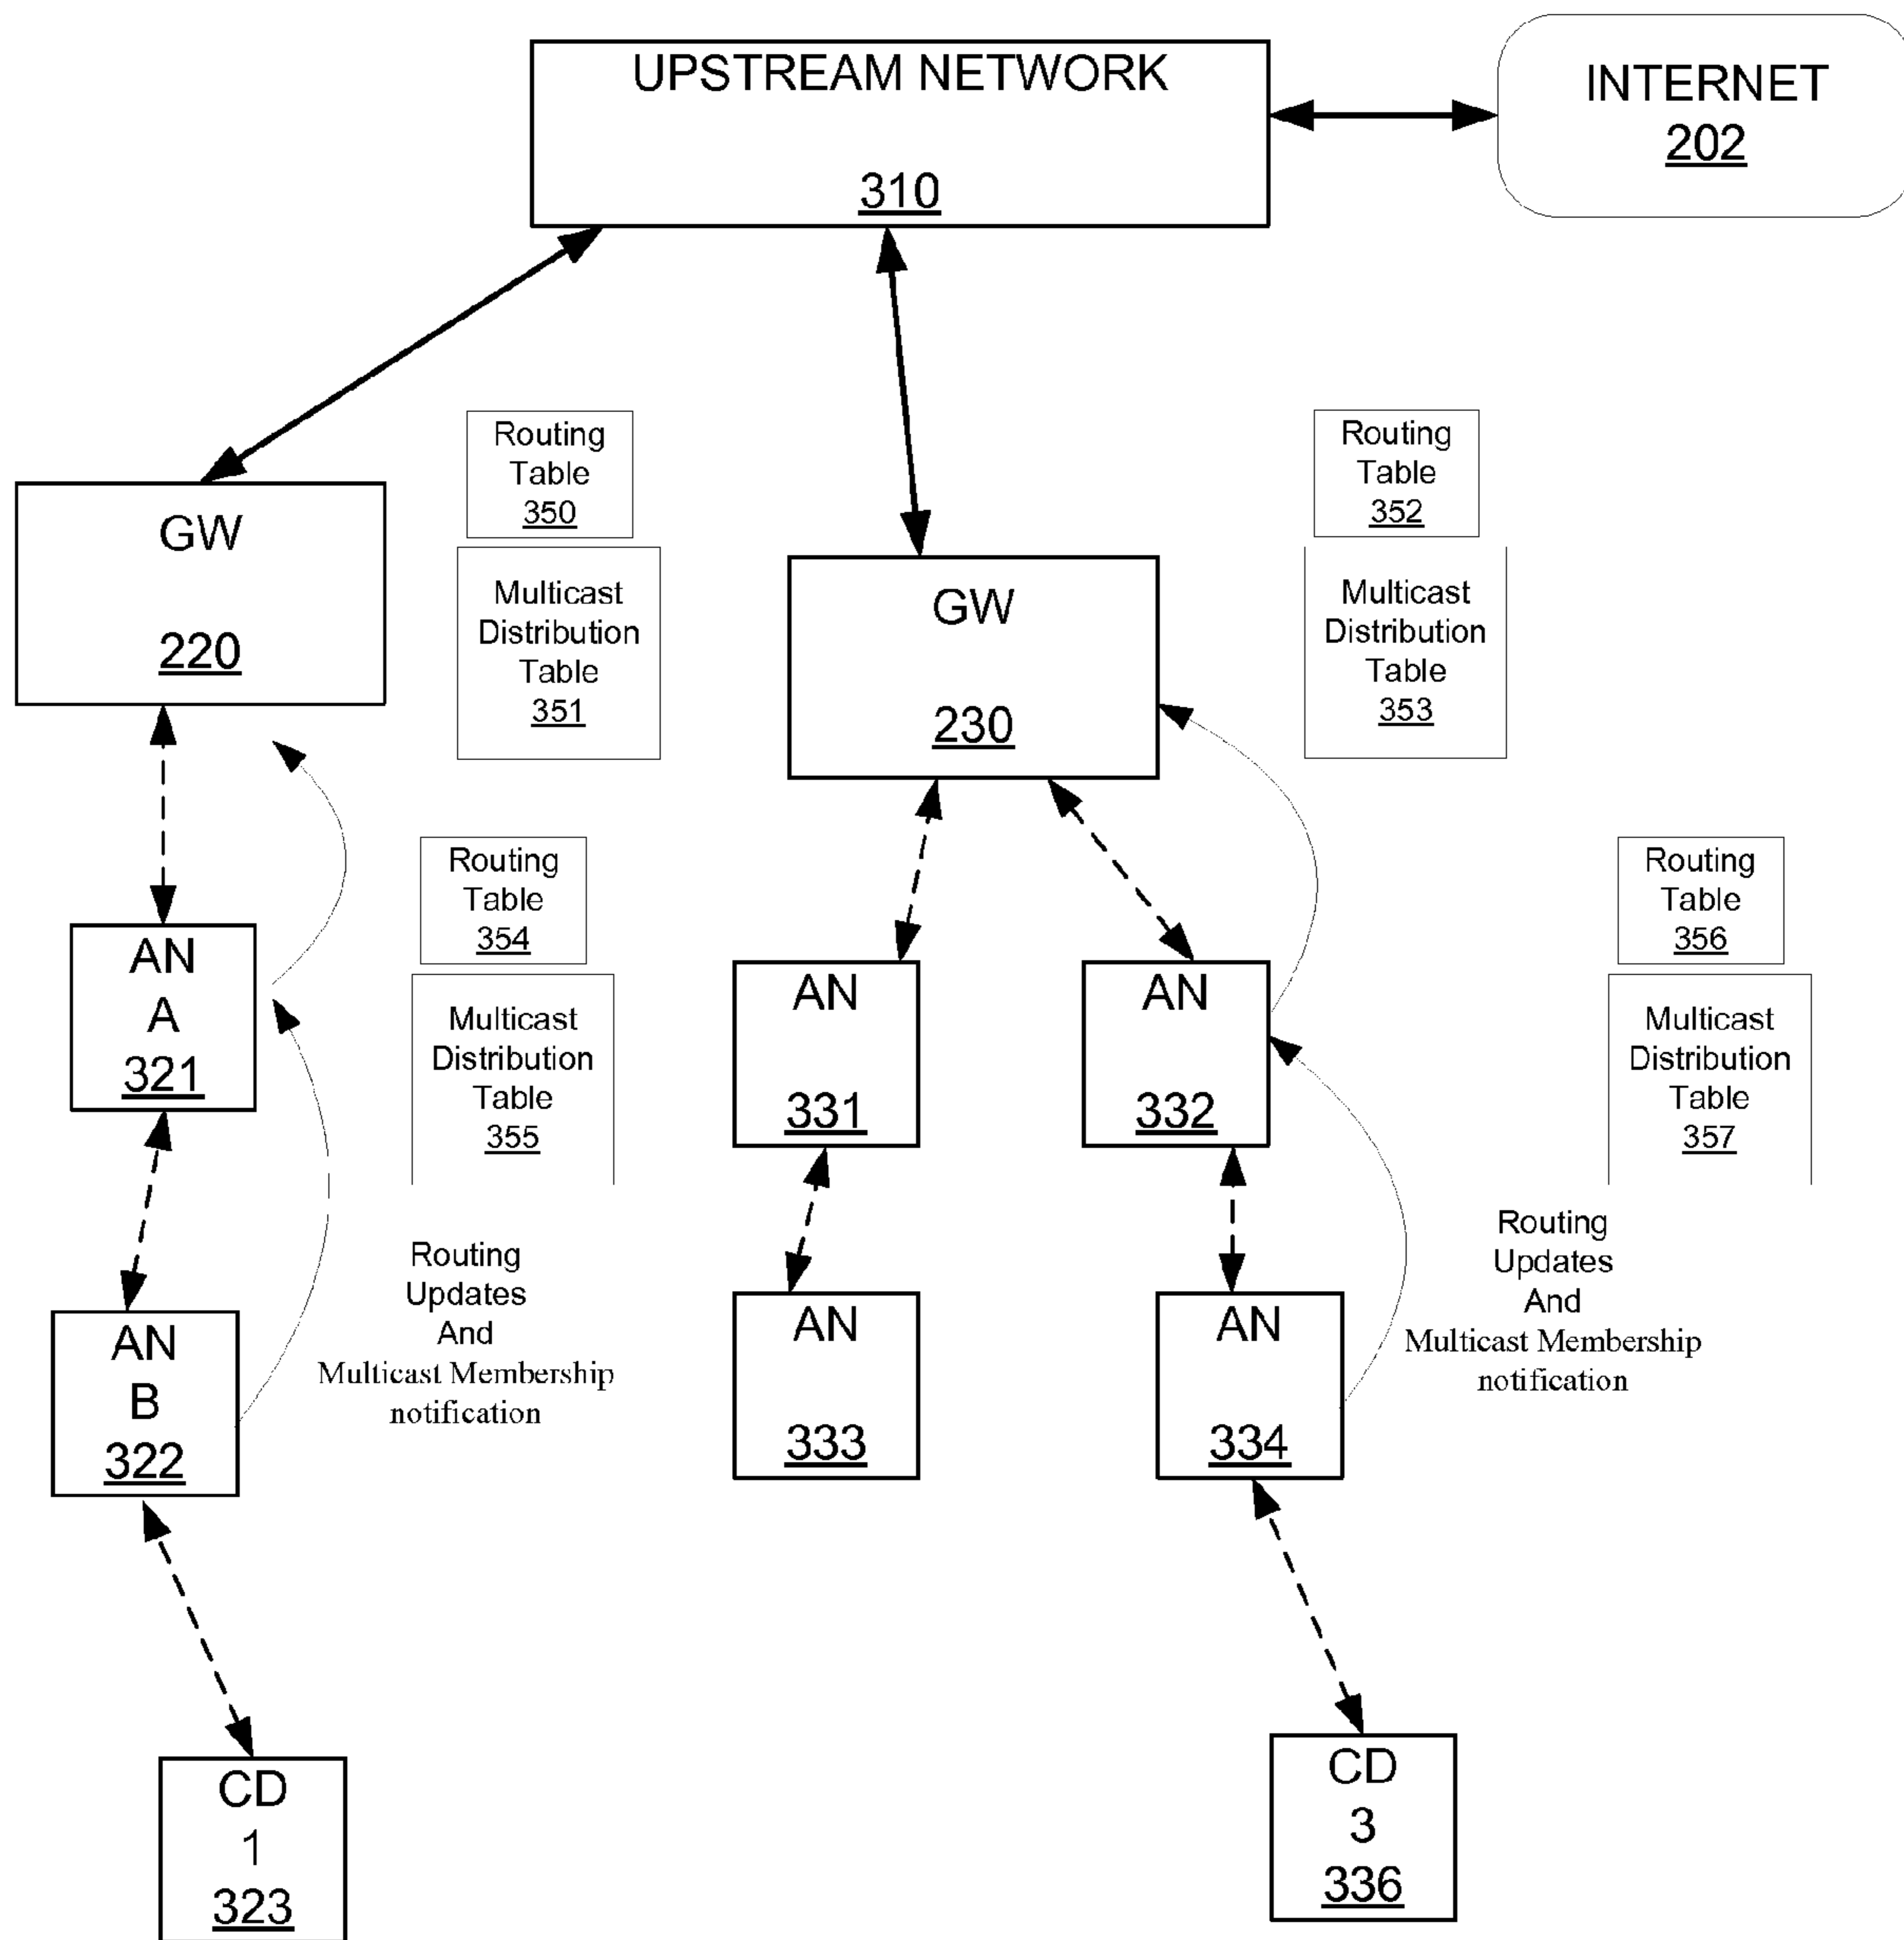 UPSTREAM NETWORK
310
INTERNET
202
GW
220
Routing
Table
350
Multicast
Distribution
Table
351
GW
230
Routing
Table
352
Multicast
Distribution
Table
353
AN
A
321
Routing
Table
354
Multicast
Distribution
Table
355
AN
331
AN
332
Routing
Table
356
Multicast
Distribution
Table
357
AN
B
322
Routing
Updates
And
Multicast Membership
notification
AN
333
AN
334
Routing
Updates
And
Multicast Membership
notification
CD
1
323
CD
3
336